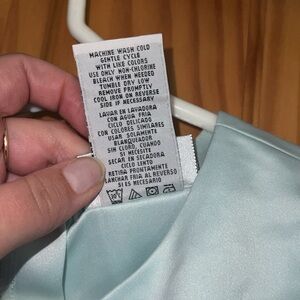 MACHINE WASH COLD
GENTLE CYCLE
WITH LIKE COLORS
USE ONLY NON-CHLORINE
BLEACH WHEN NEEDED
TUMBLE DRY LOW
REMOVE PROMPTLY
COOL IRON ON REVERSE
SIDE IF NECESSARY
LAVAR EN LAVADORA
CON AGUA FRIA
CICLO DELICADO
CON COLORES SIMILARES
USAR SOLAMENTE
BLANQUEADOR
SIN CLORO, CUANDO
SI NECESITE
SECAR EN SECADORA
CICLO LENTO
RETIRA PRONTAMENTE
PLANCHAR FRIA AL REVERSO
SI ES NECESARIO